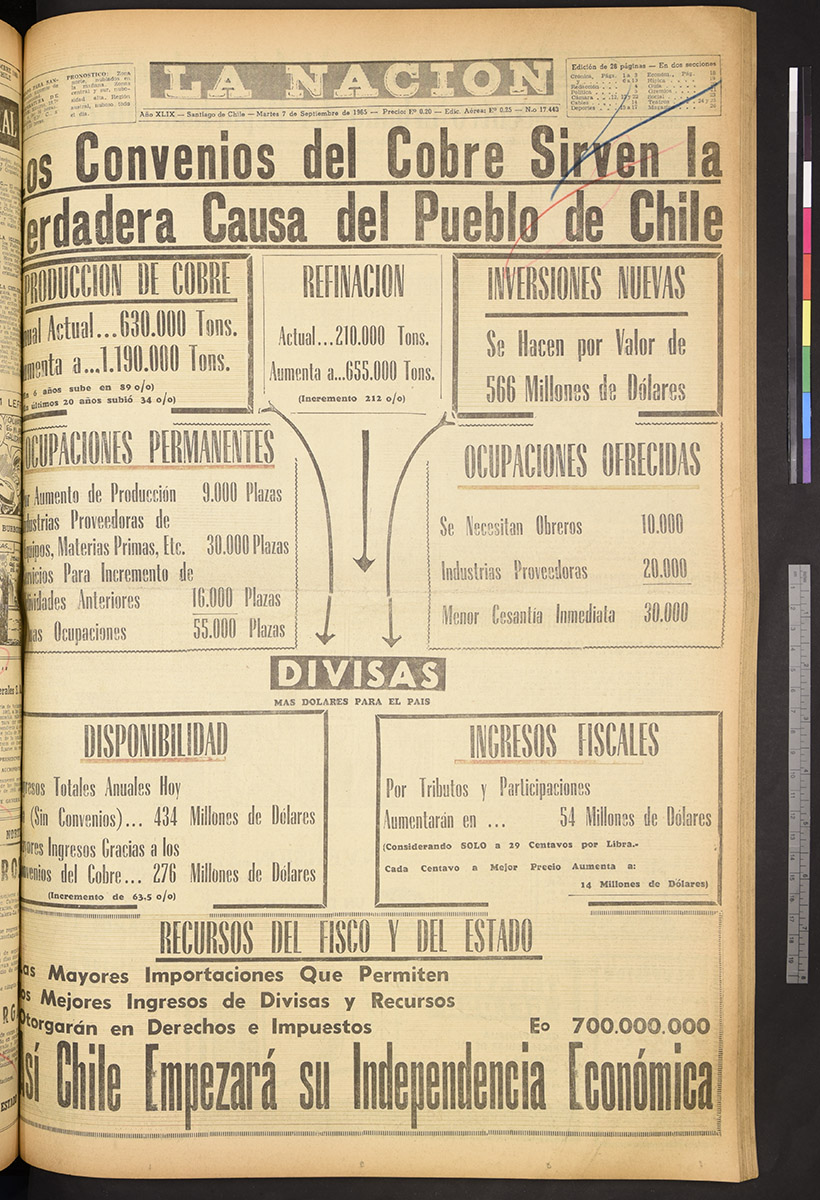 PRONOSTICO: Zona
LA NACION
Año XLIX — Santiago de Chile — Martes 7 de Septiembre de 1965 — Precio: Eº 0.20 — Edic. Aérea: Eº 0.25 — N.o 17.443
Edición de 26 páginas — En dos secciones
os Convenios del Cobre Sirven la
erdadera Causa del Pueblo de Chile
PRODUCCION DE COBRE
ual Actual...630.000 Tons.
menta a...1.190.000 Tons.
n 6 años sube en 89 o/o)
n últimos 20 años subió 34 o/o)
REFINACION
Actual...210.000 Tons.
Aumenta a...655.000 Tons.
(Incremento 212 o/o)
INVERSIONES NUEVAS
Se Hacen por Valor de
566 Millones de Dólares
OCUPACIONES PERMANENTES
r Aumento de Producción 9.000 Plazas
dustrias Proveedoras de
quipos, Materias Primas, Etc. 30.000 Plazas
rvicios Para Incremento de
tividades Anteriores 16.000 Plazas
vas Ocupaciones 55.000 Plazas
OCUPACIONES OFRECIDAS
Se Necesitan Obreros 10.000
Industrias Proveedoras 20.000
Menor Cesantía Inmediata 30.000
DIVISAS
MAS DOLARES PARA EL PAIS
DISPONIBILIDAD
gresos Totales Anuales Hoy
(Sin Convenios)... 434 Millones de Dólares
yores Ingresos Gracias a los
nvenios del Cobre... 276 Millones de Dólares
(Incremento de 63.5 o/o)
INGRESOS FISCALES
Por Tributos y Participaciones
Aumentarán en ... 54 Millones de Dólares
(Considerando SOLO a 29 Centavos por Libra.-
Cada Centavo a Mejor Precio Aumenta a:
14 Millones de Dólares)
RECURSOS DEL FISCO Y DEL ESTADO
as Mayores Importaciones Que Permiten
os Mejores Ingresos de Divisas y Recursos
Otorgarán en Derechos e Impuestos Eo 700.000.000
sí Chile Empezará su Independencia Económica